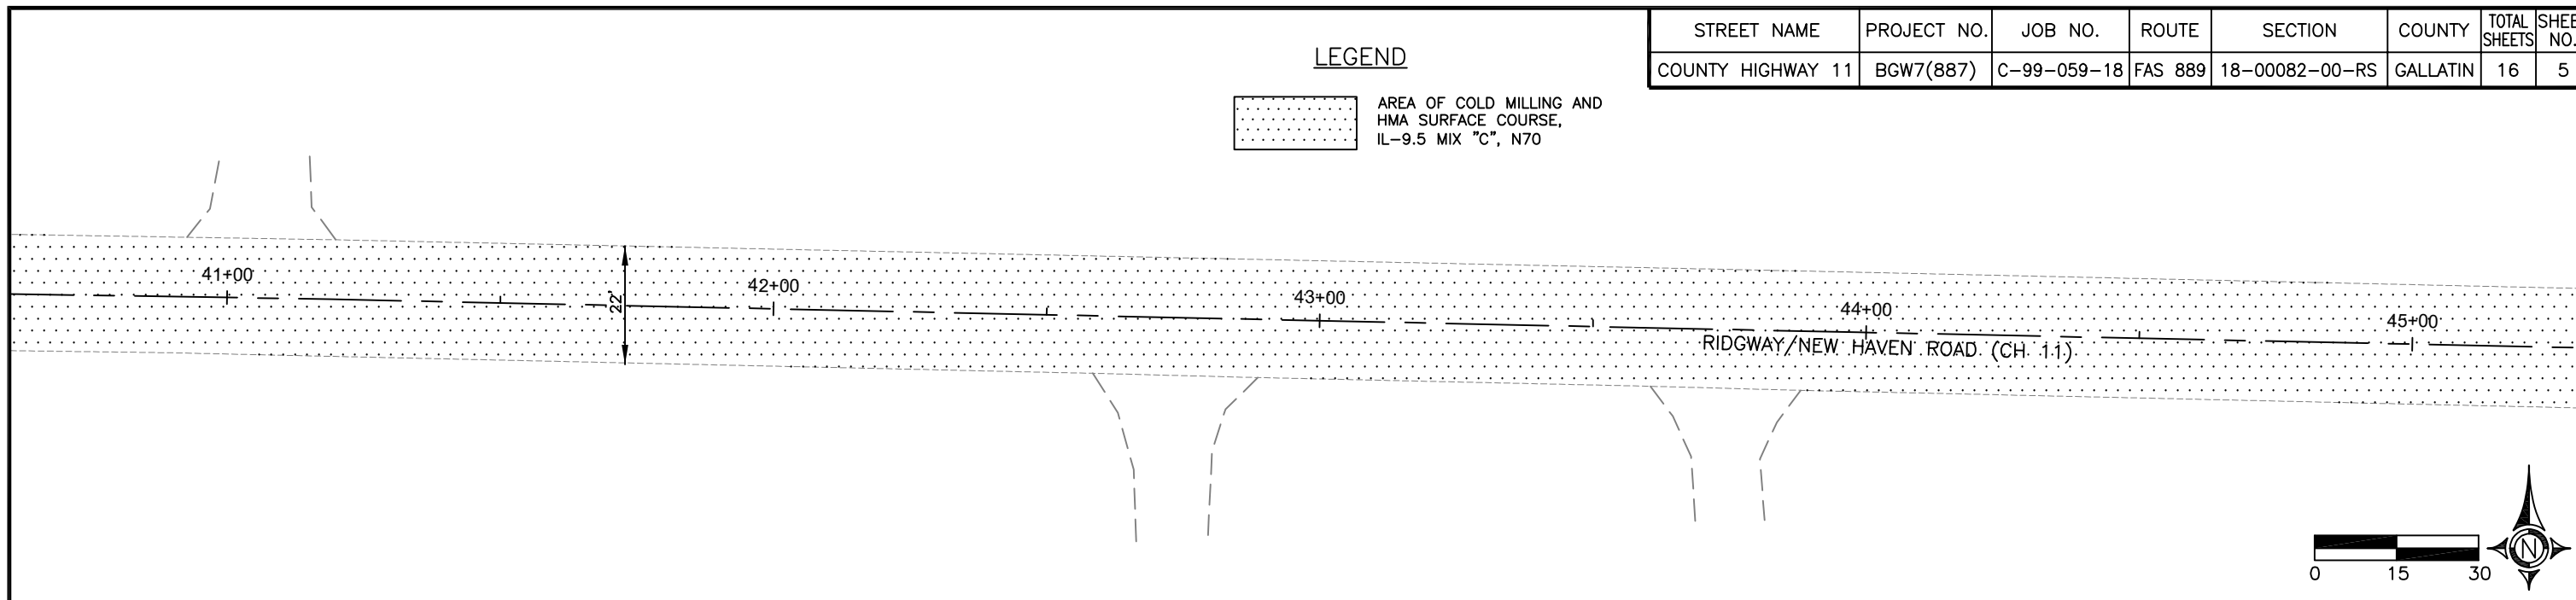 STREET NAME PROJECT NO. JOB NO. ROUTE SECTION COUNTY TOTAL SHEETS
NO.
COUNTY HIGHWAY 11 BGW7(887) C-99-059-18 FAS 889 18-00082-00-RS GALLATIN 16 5
LEGEND
AREA OF COLD MILLING AND
HMA SURFACE COURSE,
IL-9.5 MIX "C", N70
41+00
42+00
43+00
44+00
45+00
22'
RIDGWAY/NEW HAVEN ROAD (CH 11)
0 15 30
N